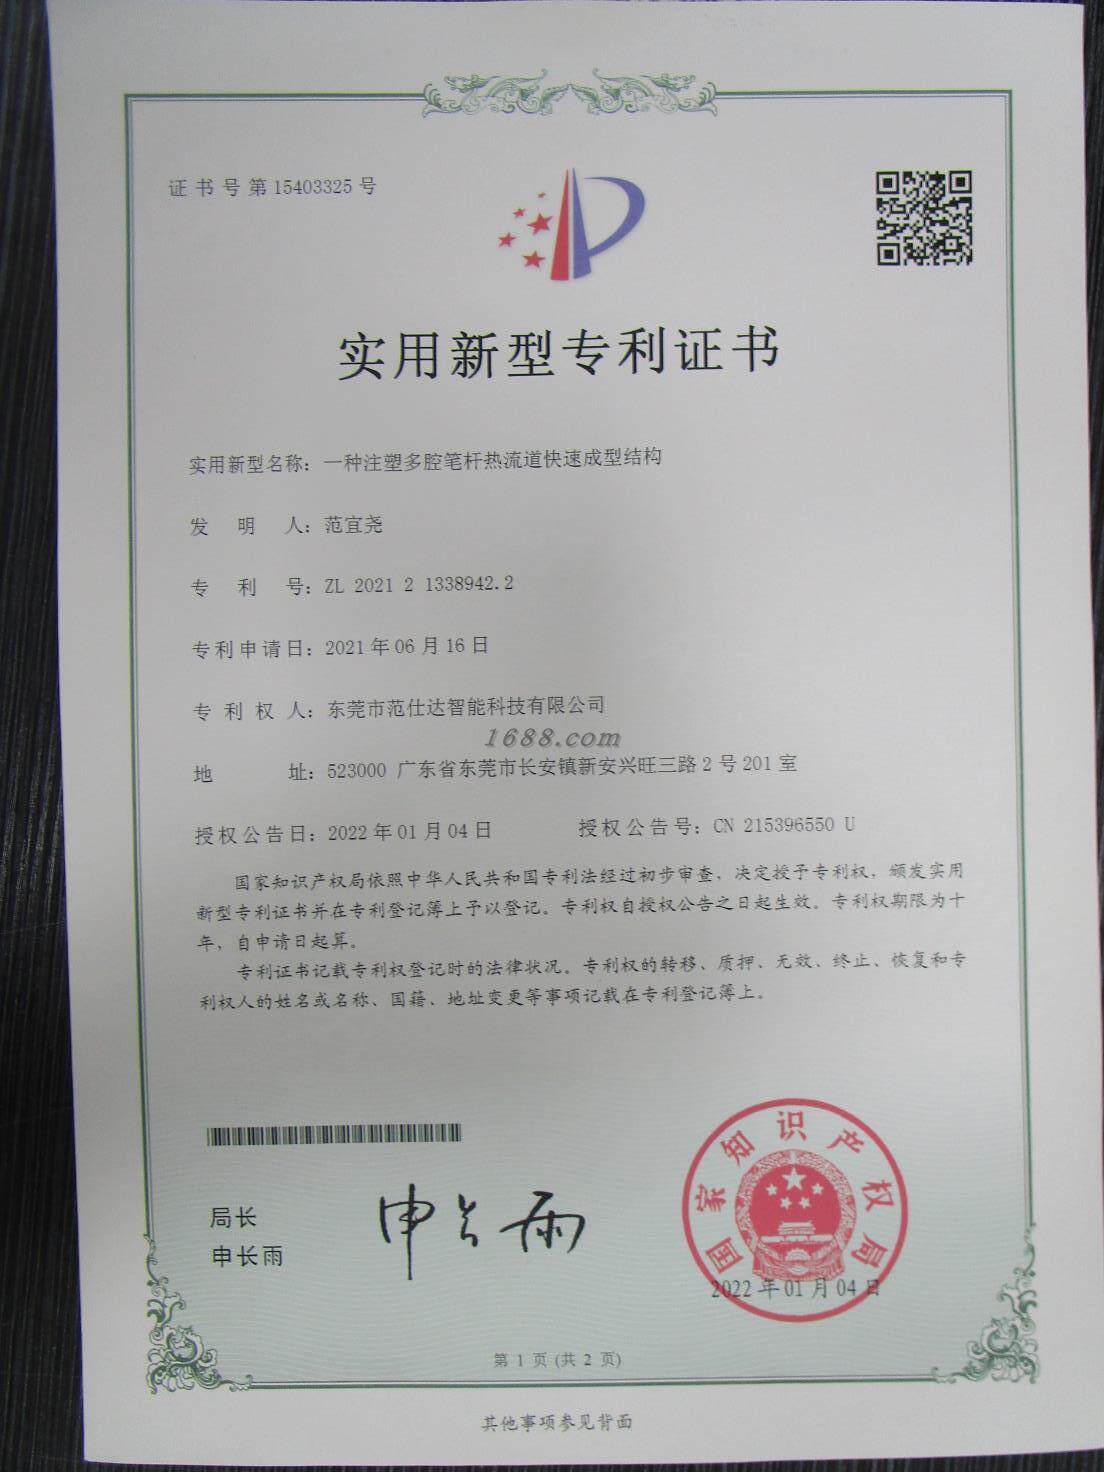 证书号第15403325号
实用新型专利证书
实用新型名称：一种注塑多腔笔杆热流道快速成型结构
发明人：范宜尧
专利号：ZL 2021 2 1338942.2
专利申请日：2021年06月16日
专利权人：东莞市范仕达智能科技有限公司
1688.com
地址：523000 广东省东莞市长安镇新安兴旺三路2号201室
授权公告日：2022年01月04日 授权公告号：CN 215396550 U
国家知识产权局依照中华人民共和国专利法经过初步审查，决定授予专利权，颁发实用
新型专利证书并在专利登记簿上予以登记。专利权自授权公告之日起生效。专利权期限为十
年，自申请日起算。
专利证书记载专利权登记时的法律状况。专利权的转移、质押、无效、终止、恢复和专
利权人的姓名或名称、国籍、地址变更等事项记载在专利登记簿上。
局长
申长雨
申长雨
国家知识产权局
2022年01月04日
第 1 页 (共 2 页)
其他事项参见背面